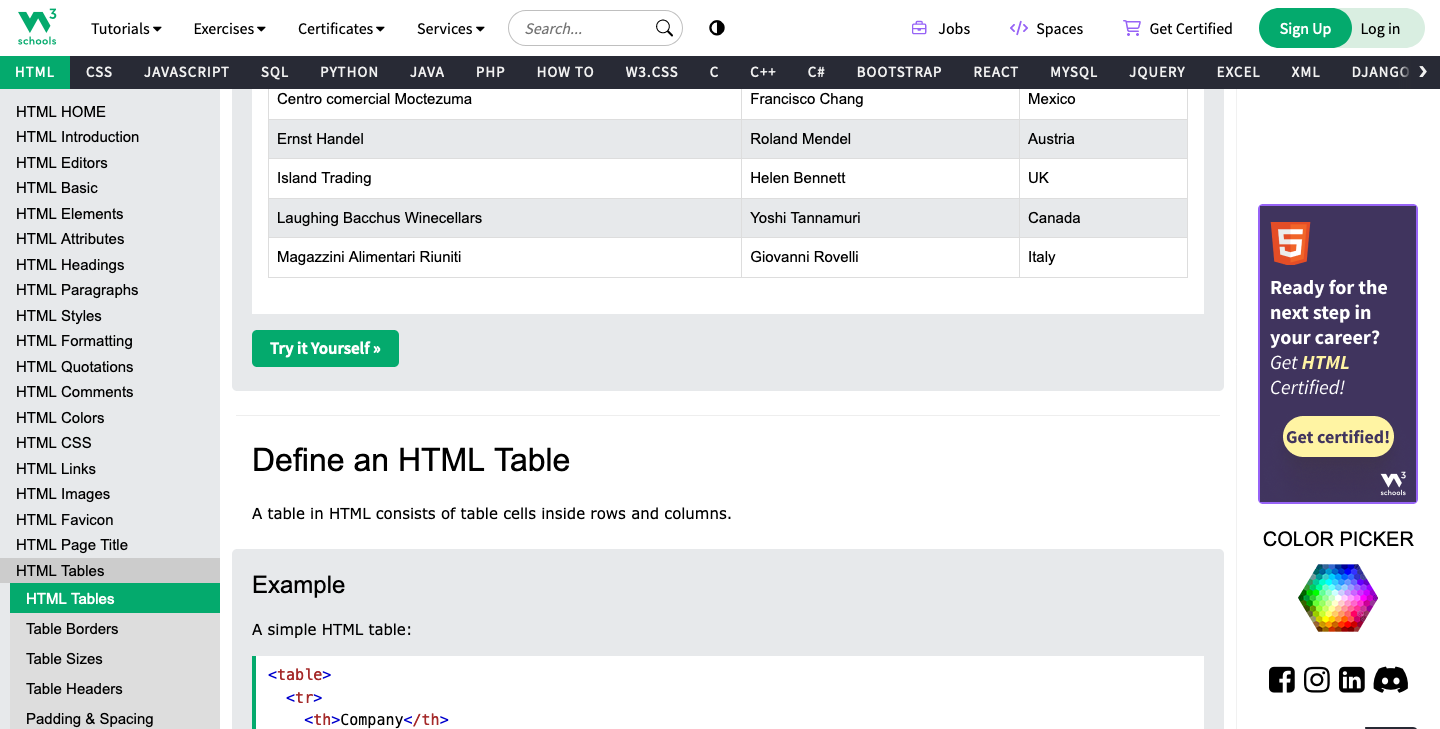 W3 schools
Tutorials Exercises Certificates Services Search... Jobs Spaces Get Certified Sign Up Log in
HTML CSS JAVASCRIPT SQL PYTHON JAVA PHP HOW TO W3.CSS C C++ C# BOOTSTRAP REACT MYSQL JQUERY EXCEL XML DJANGO ❯
HTML HOME
HTML Introduction
HTML Editors
HTML Basic
HTML Elements
HTML Attributes
HTML Headings
HTML Paragraphs
HTML Styles
HTML Formatting
HTML Quotations
HTML Comments
HTML Colors
HTML CSS
HTML Links
HTML Images
HTML Favicon
HTML Page Title
HTML Tables
HTML Tables
Table Borders
Table Sizes
Table Headers
Padding & Spacing
Centro comercial Moctezuma Francisco Chang Mexico
Ernst Handel Roland Mendel Austria
Island Trading Helen Bennett UK
Laughing Bacchus Winecellars Yoshi Tannamuri Canada
Magazzini Alimentari Riuniti Giovanni Rovelli Italy
Try it Yourself »
Define an HTML Table
A table in HTML consists of table cells inside rows and columns.
Example
A simple HTML table:
<table>
<tr>
<th>Company</th>
5
Ready for the
next step in
your career?
Get HTML
Certified!
Get certified!
W3 schools
COLOR PICKER